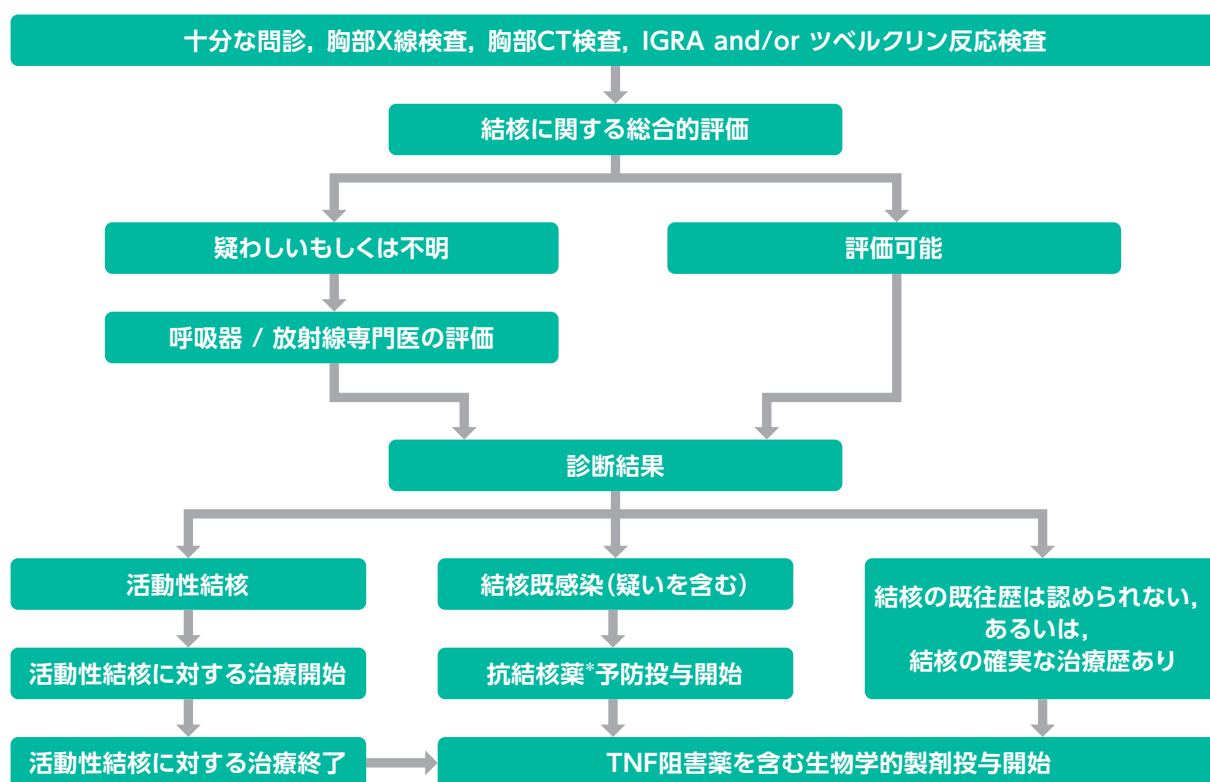 十分な問診, 胸部X線検査, 胸部CT検査, IGRA and/or ツベルクリン反応検査
結核に関する総合的評価
疑わしいもしくは不明
評価可能
呼吸器 / 放射線専門医の評価
診断結果
活動性結核
結核既感染(疑いを含む)
結核の既往歴は認められない,
あるいは,
結核の確実な治療歴あり
活動性結核に対する治療開始
抗結核薬*予防投与開始
活動性結核に対する治療終了
TNF阻害薬を含む生物学的製剤投与開始